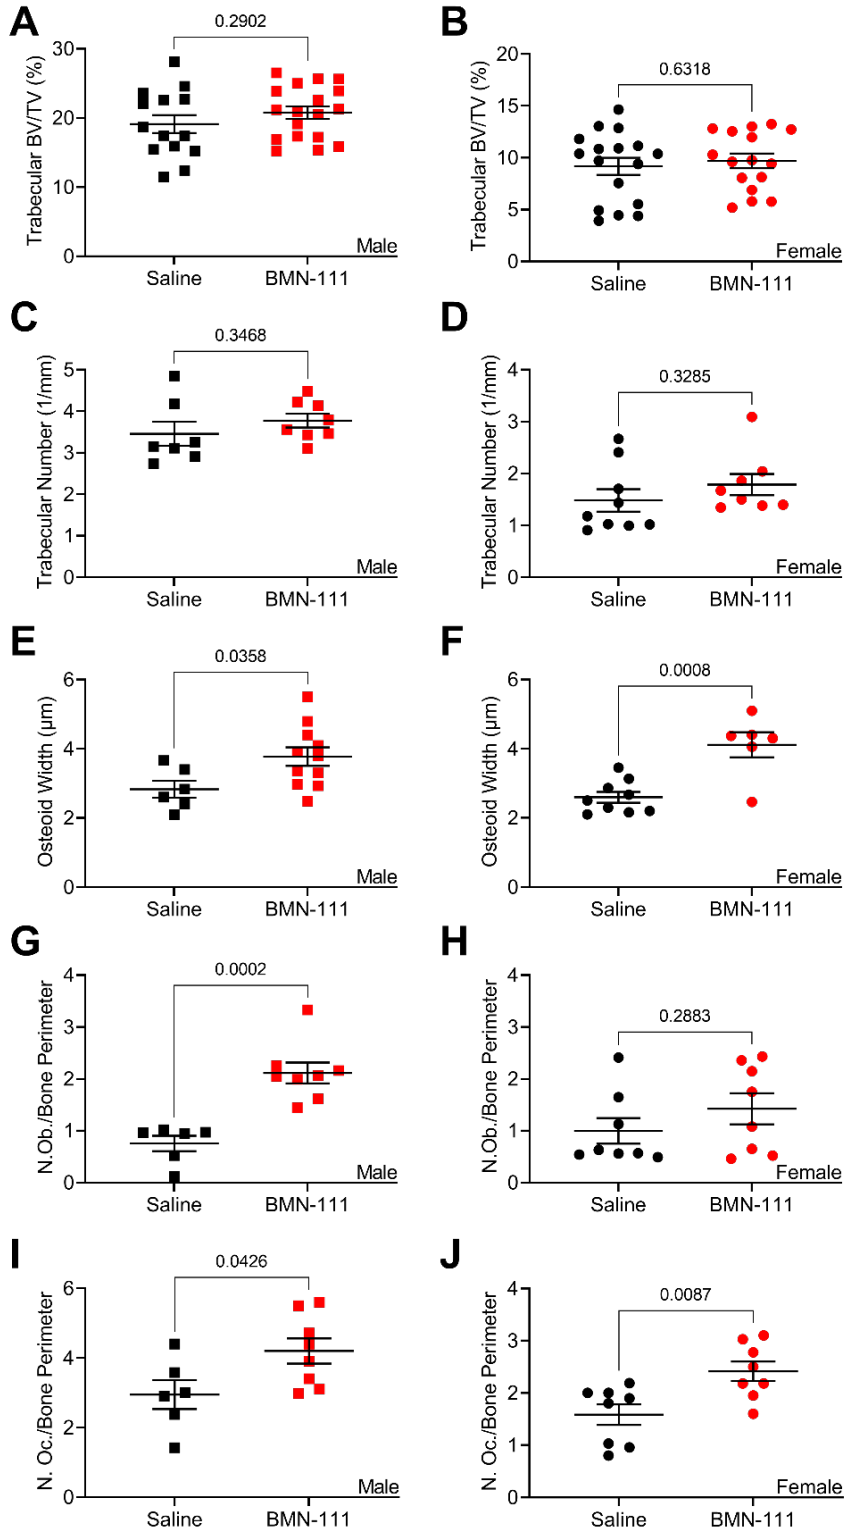 A
0.2902
Trabecular BV/TV (%)
30
20
10
0
Male
Saline
BMN-111
B
0.6318
Trabecular BV/TV (%)
20
15
10
5
0
Female
Saline
BMN-111
C
0.3468
Trabecular Number (1/mm)
5
4
3
2
1
0
Male
Saline
BMN-111
D
0.3285
Trabecular Number (1/mm)
4
3
2
1
0
Female
Saline
BMN-111
E
0.0358
Osteoid Width (μm)
6
4
2
0
Male
Saline
BMN-111
F
0.0008
Osteoid Width (μm)
6
4
2
0
Female
Saline
BMN-111
G
0.0002
N.Ob./Bone Perimeter
4
3
2
1
0
Male
Saline
BMN-111
H
0.2883
N.Ob./Bone Perimeter
4
3
2
1
0
Female
Saline
BMN-111
I
0.0426
N. Oc./Bone Perimeter
6
4
2
0
Male
Saline
BMN-111
J
0.0087
N. Oc./Bone Perimeter
4
3
2
1
0
Female
Saline
BMN-111